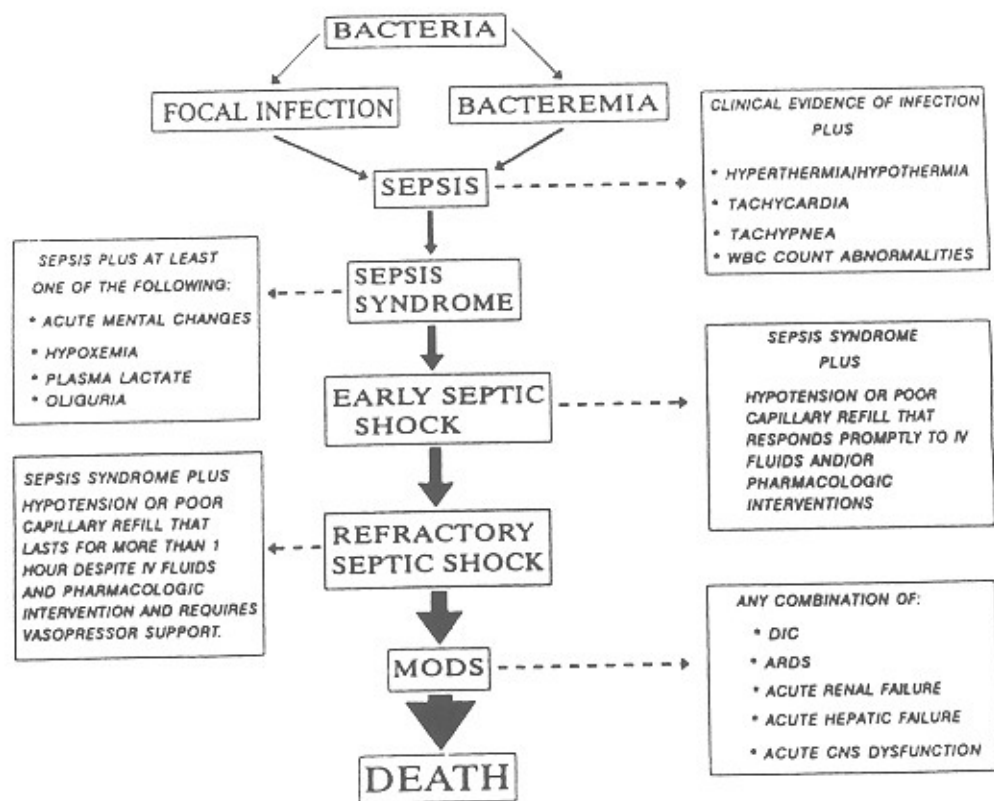 BACTERIA
FOCAL INFECTION
BACTEREMIA
SEPSIS
CLINICAL EVIDENCE OF INFECTION
PLUS
* HYPERTHERMIA/HYPOTHERMIA
* TACHYCARDIA
* TACHYPNEA
* WBC COUNT ABNORMALITIES
SEPSIS
SYNDROME
SEPSIS PLUS AT LEAST
ONE OF THE FOLLOWING:
* ACUTE MENTAL CHANGES
* HYPOXEMIA
* PLASMA LACTATE
* OLIGURIA
EARLY SEPTIC
SHOCK
SEPSIS SYNDROME
PLUS
HYPOTENSION OR POOR
CAPILLARY REFILL THAT
RESPONDS PROMPTLY TO IV
FLUIDS AND/OR
PHARMACOLOGIC
INTERVENTIONS
REFRACTORY
SEPTIC SHOCK
SEPSIS SYNDROME PLUS
HYPOTENSION OR POOR
CAPILLARY REFILL THAT
LASTS FOR MORE THAN 1
HOUR DESPITE IV FLUIDS
AND PHARMACOLOGIC
INTERVENTION AND REQUIRES
VASOPRESSOR SUPPORT.
MODS
ANY COMBINATION OF:
* DIC
* ARDS
* ACUTE RENAL FAILURE
* ACUTE HEPATIC FAILURE
* ACUTE CNS DYSFUNCTION
DEATH